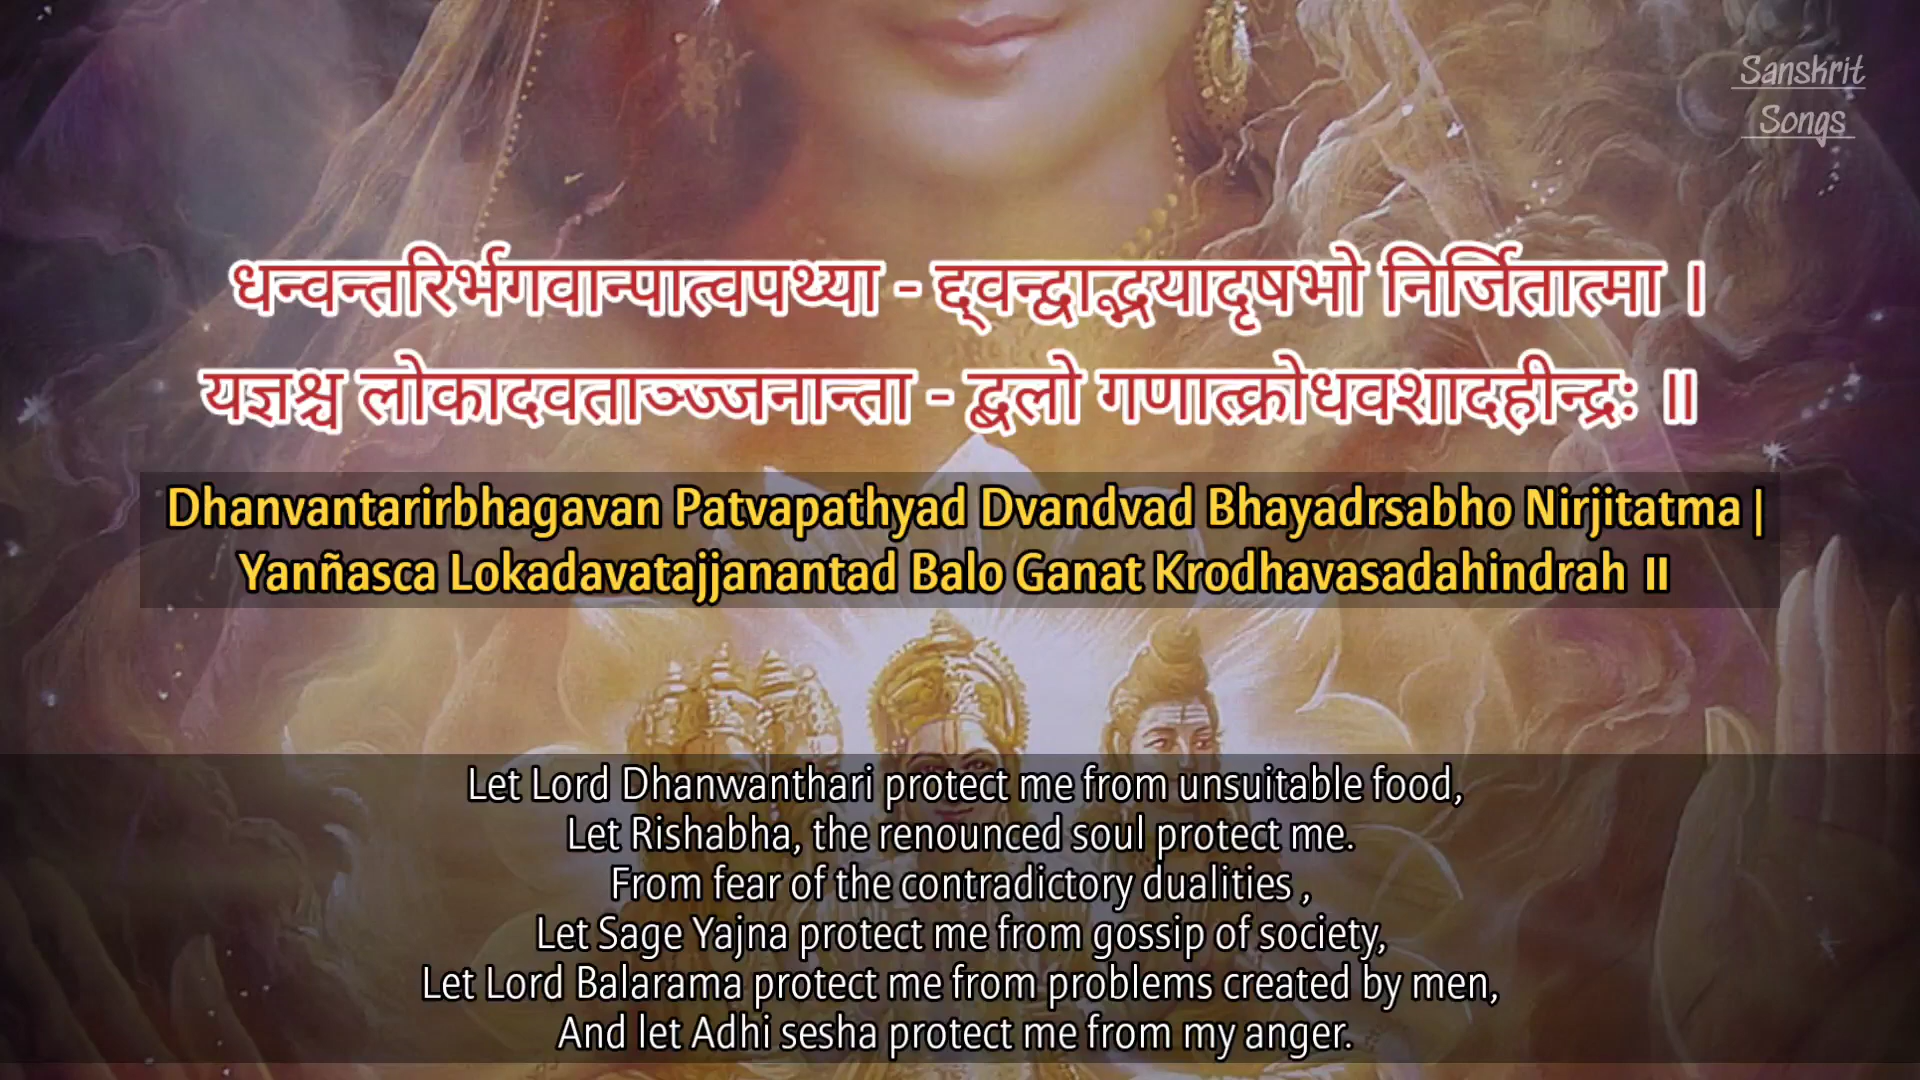 Sanskrit
Songs
धन्वन्तरिर्भगवान्पात्वपथ्या - द्द्वन्द्वाद्भयादृषभो निर्जितात्मा ।
यज्ञश्च लोकादवताञ्ज्जनान्ता - द्बलो गणात्क्रोधवशादहीन्द्रः ॥
Dhanvantarirbhagavan Patvapathyad Dvandvad Bhayadrsabho Nirjitatma |
Yanñasca Lokadavatajjanantad Balo Ganat Krodhavasadahindrah ॥
Let Lord Dhanwanthari protect me from unsuitable food,
Let Rishabha, the renounced soul protect me.
From fear of the contradictory dualities ,
Let Sage Yajna protect me from gossip of society,
Let Lord Balarama protect me from problems created by men,
And let Adhi sesha protect me from my anger.